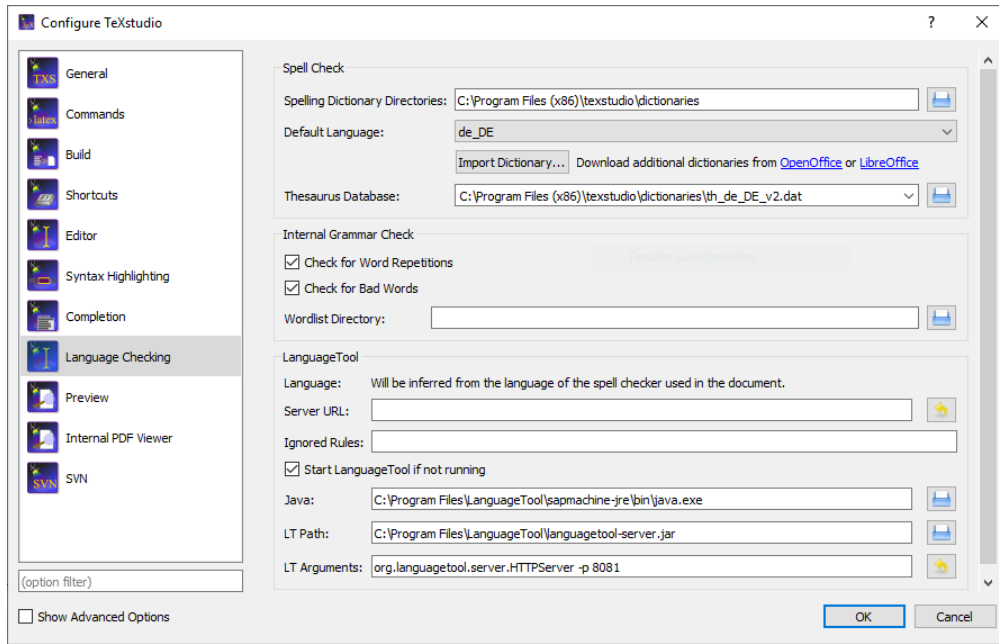 Configure TeXstudio
?
General
Commands
Build
Shortcuts
Editor
Syntax Highlighting
Completion
Language Checking
Preview
Internal PDF Viewer
SVN
(option filter)
Show Advanced Options
Spell Check
Spelling Dictionary Directories: C:\Program Files (x86)\texstudio\dictionaries
Default Language: de_DE
Import Dictionary... Download additional dictionaries from OpenOffice or LibreOffice
Thesaurus Database: C:\Program Files (x86)\texstudio\dictionaries\th_de_DE_v2.dat
Internal Grammar Check
Fenster ausschneiden
Check for Word Repetitions
Check for Bad Words
Wordlist Directory:
LanguageTool
Language: Will be inferred from the language of the spell checker used in the document.
Server URL:
Ignored Rules:
Start LanguageTool if not running
Java: C:\Program Files\LanguageTool\sapmachine-jre\bin\java.exe
LT Path: C:\Program Files\LanguageTool\languagetool-server.jar
LT Arguments: org.languagetool.server.HTTPServer -p 8081
OK Cancel